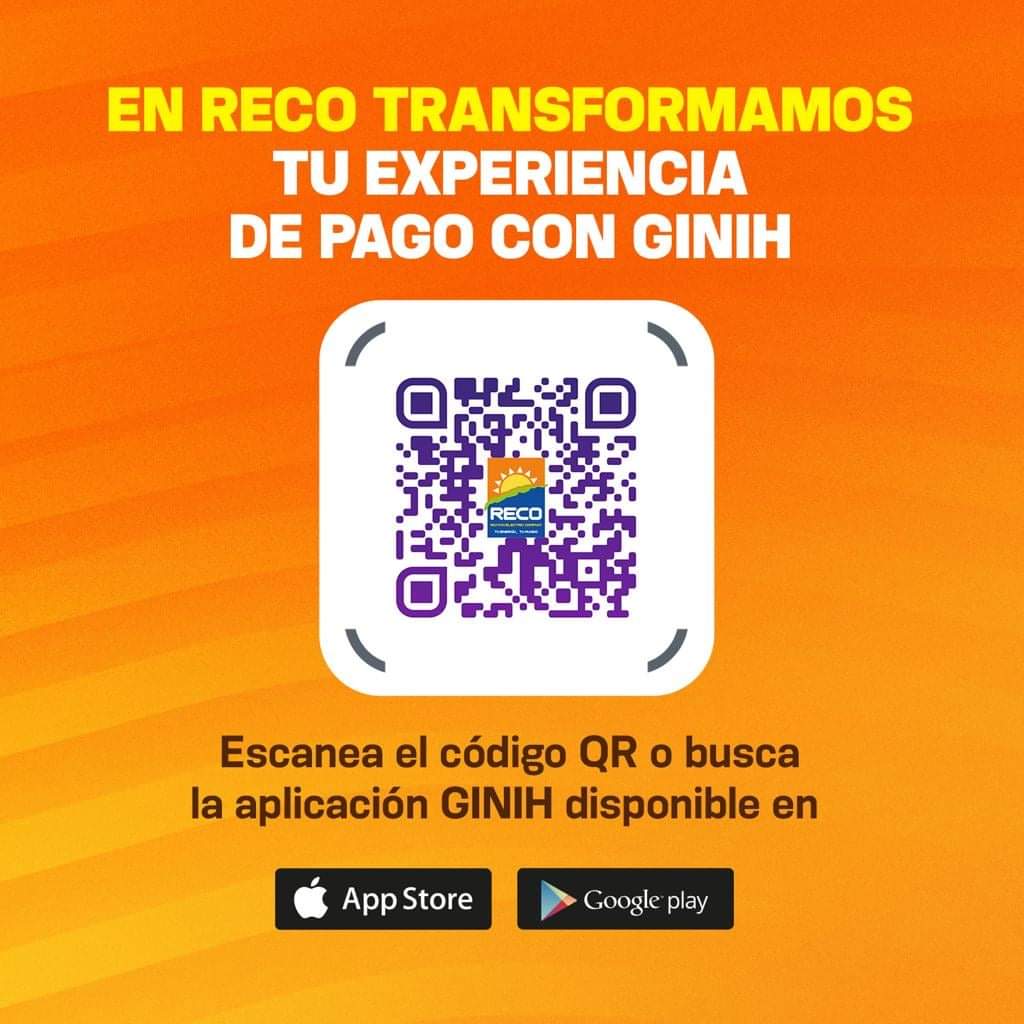 EN RECO TRANSFORMAMOS
TU EXPERIENCIA
DE PAGO CON GINIH
RECO
Escanea el código QR o busca
la aplicación GINIH disponible en
App Store
Google play